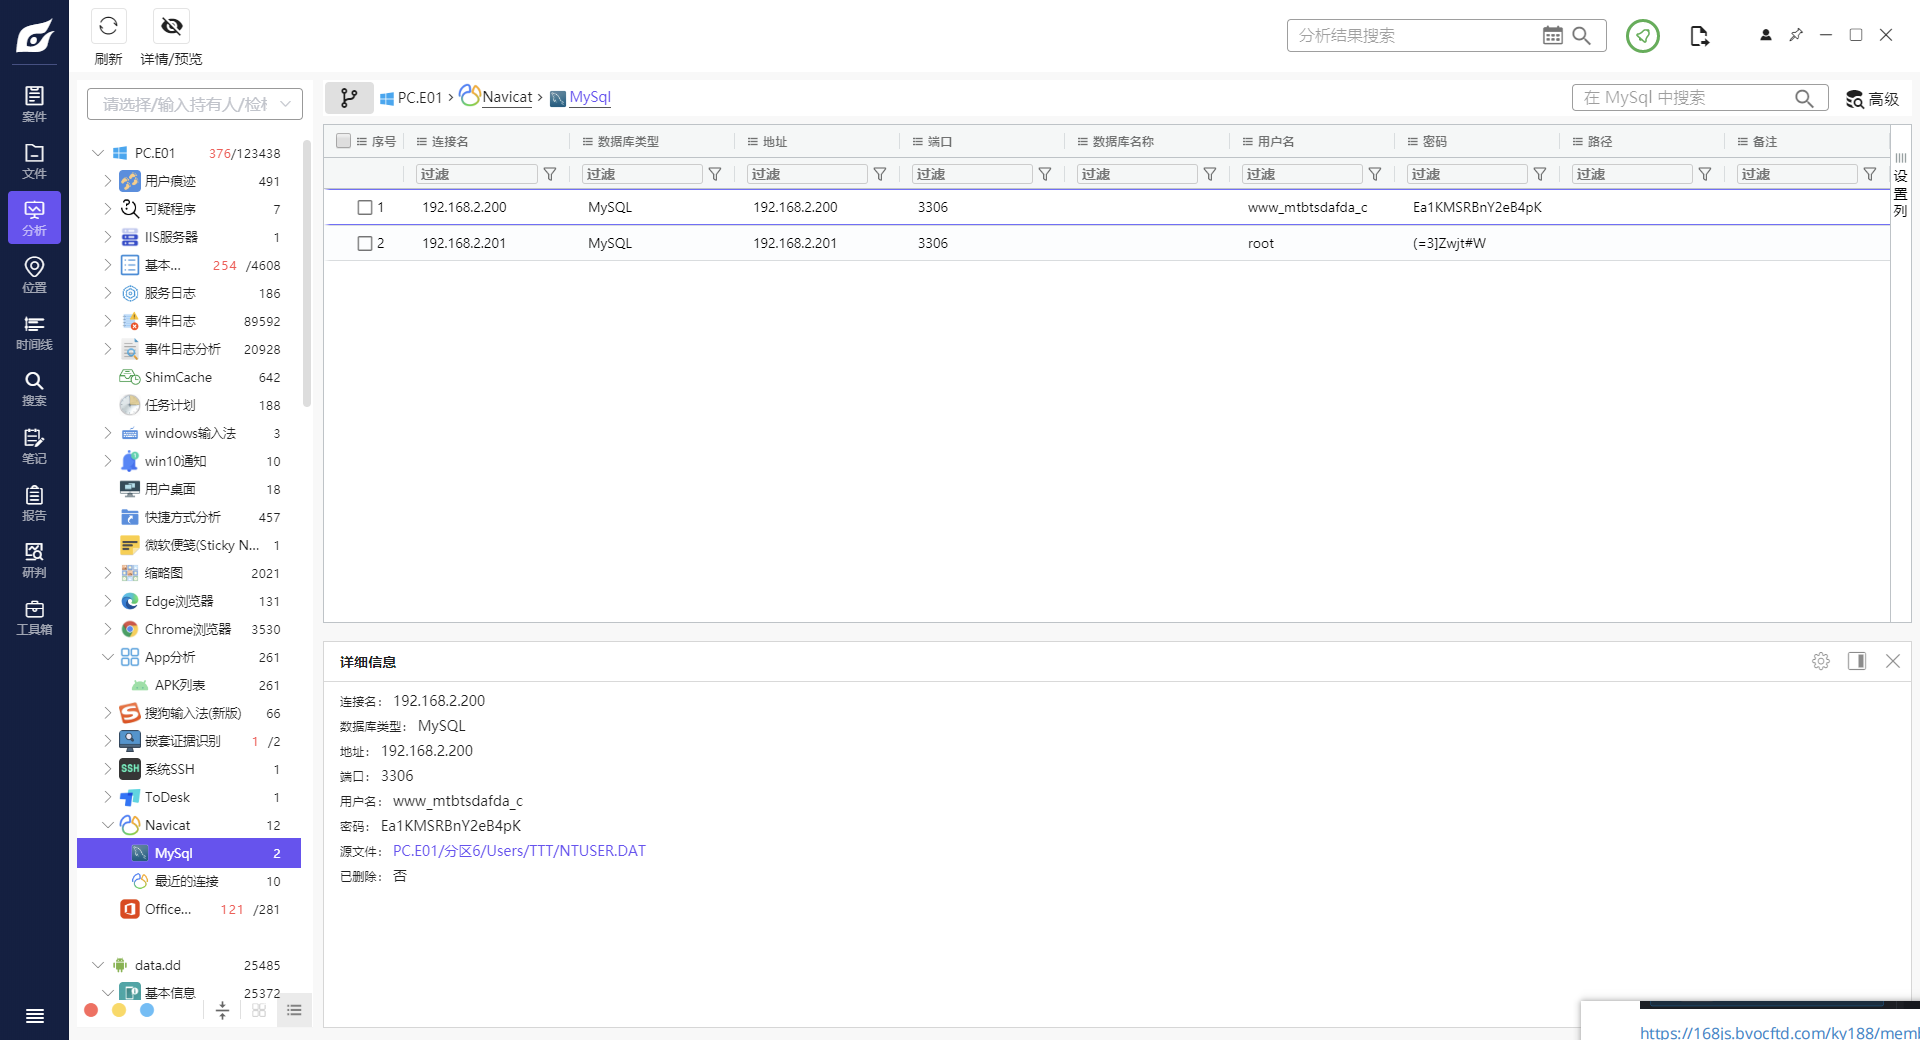 刷新
详情/预览
分析结果搜索
案件
文件
分析
位置
时间线
搜索
笔记
报告
研判
工具箱
请选择/输入持有人/检材
PC.E01 376/123438
用户痕迹 491
可疑程序 7
IIS服务器 1
基本... 254 /4608
服务日志 186
事件日志 89592
事件日志分析 20928
ShimCache 642
任务计划 188
windows输入法 3
win10通知 10
用户桌面 18
快捷方式分析 457
微软便笺(Sticky N... 1
缩略图 2021
Edge浏览器 131
Chrome浏览器 3530
App分析 261
APK列表 261
搜狗输入法(新版) 66
嵌套证据识别 1 /2
SSH 系统SSH 1
ToDesk 1
Navicat 12
MySql 2
最近的连接 10
Office... 121 /281
data.dd 25485
基本信息 25372
PC.E01 › Navicat › MySql
在 MySql 中搜索
高级
序号 连接名 数据库类型 地址 端口 数据库名称 用户名 密码 路径 备注
过滤 过滤 过滤 过滤 过滤 过滤 过滤 过滤 过滤
1 192.168.2.200 MySQL 192.168.2.200 3306 www_mtbtsdafda_c Ea1KMSRBnY2eB4pK
2 192.168.2.201 MySQL 192.168.2.201 3306 root (=3]Zwjt#W
设置列
详细信息
连接名: 192.168.2.200
数据库类型: MySQL
地址: 192.168.2.200
端口: 3306
用户名: www_mtbtsdafda_c
密码: Ea1KMSRBnY2eB4pK
源文件: PC.E01/分区6/Users/TTT/NTUSER.DAT
已删除: 否
https://168js.bvocftd.com/ky188/mem